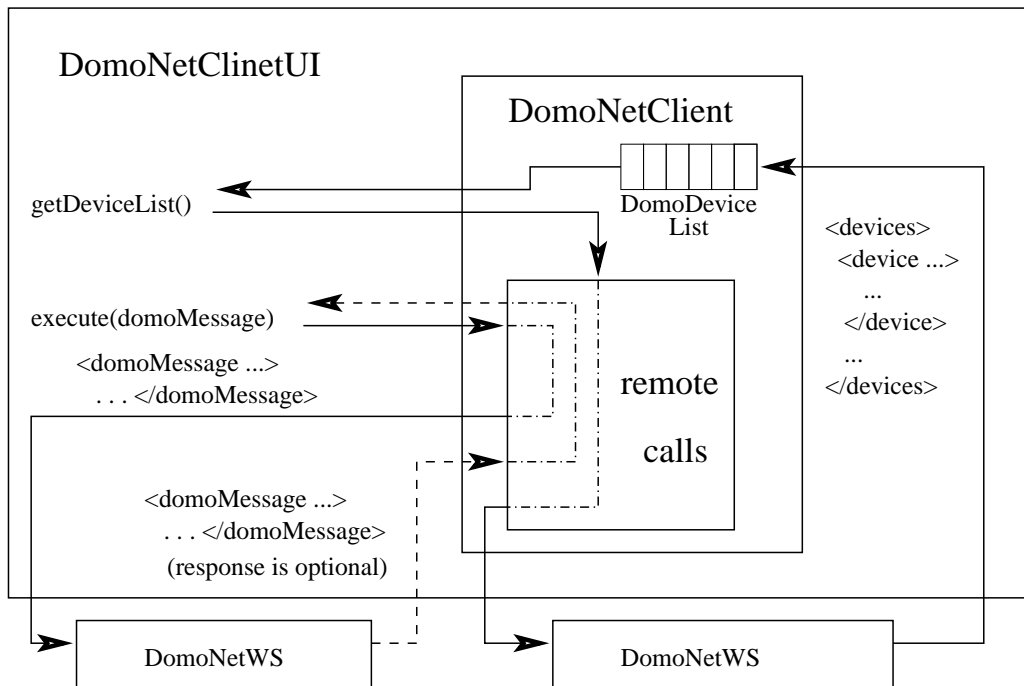 DomoNetClinetUI
DomoNetClient
getDeviceList()
DomoDevice
List
<devices>
<device ...>
...
</device>
...
</devices>
execute(domoMessage)
<domoMessage ...>
. . . </domoMessage>
remote
calls
<domoMessage ...>
. . . </domoMessage>
(response is optional)
DomoNetWS
DomoNetWS